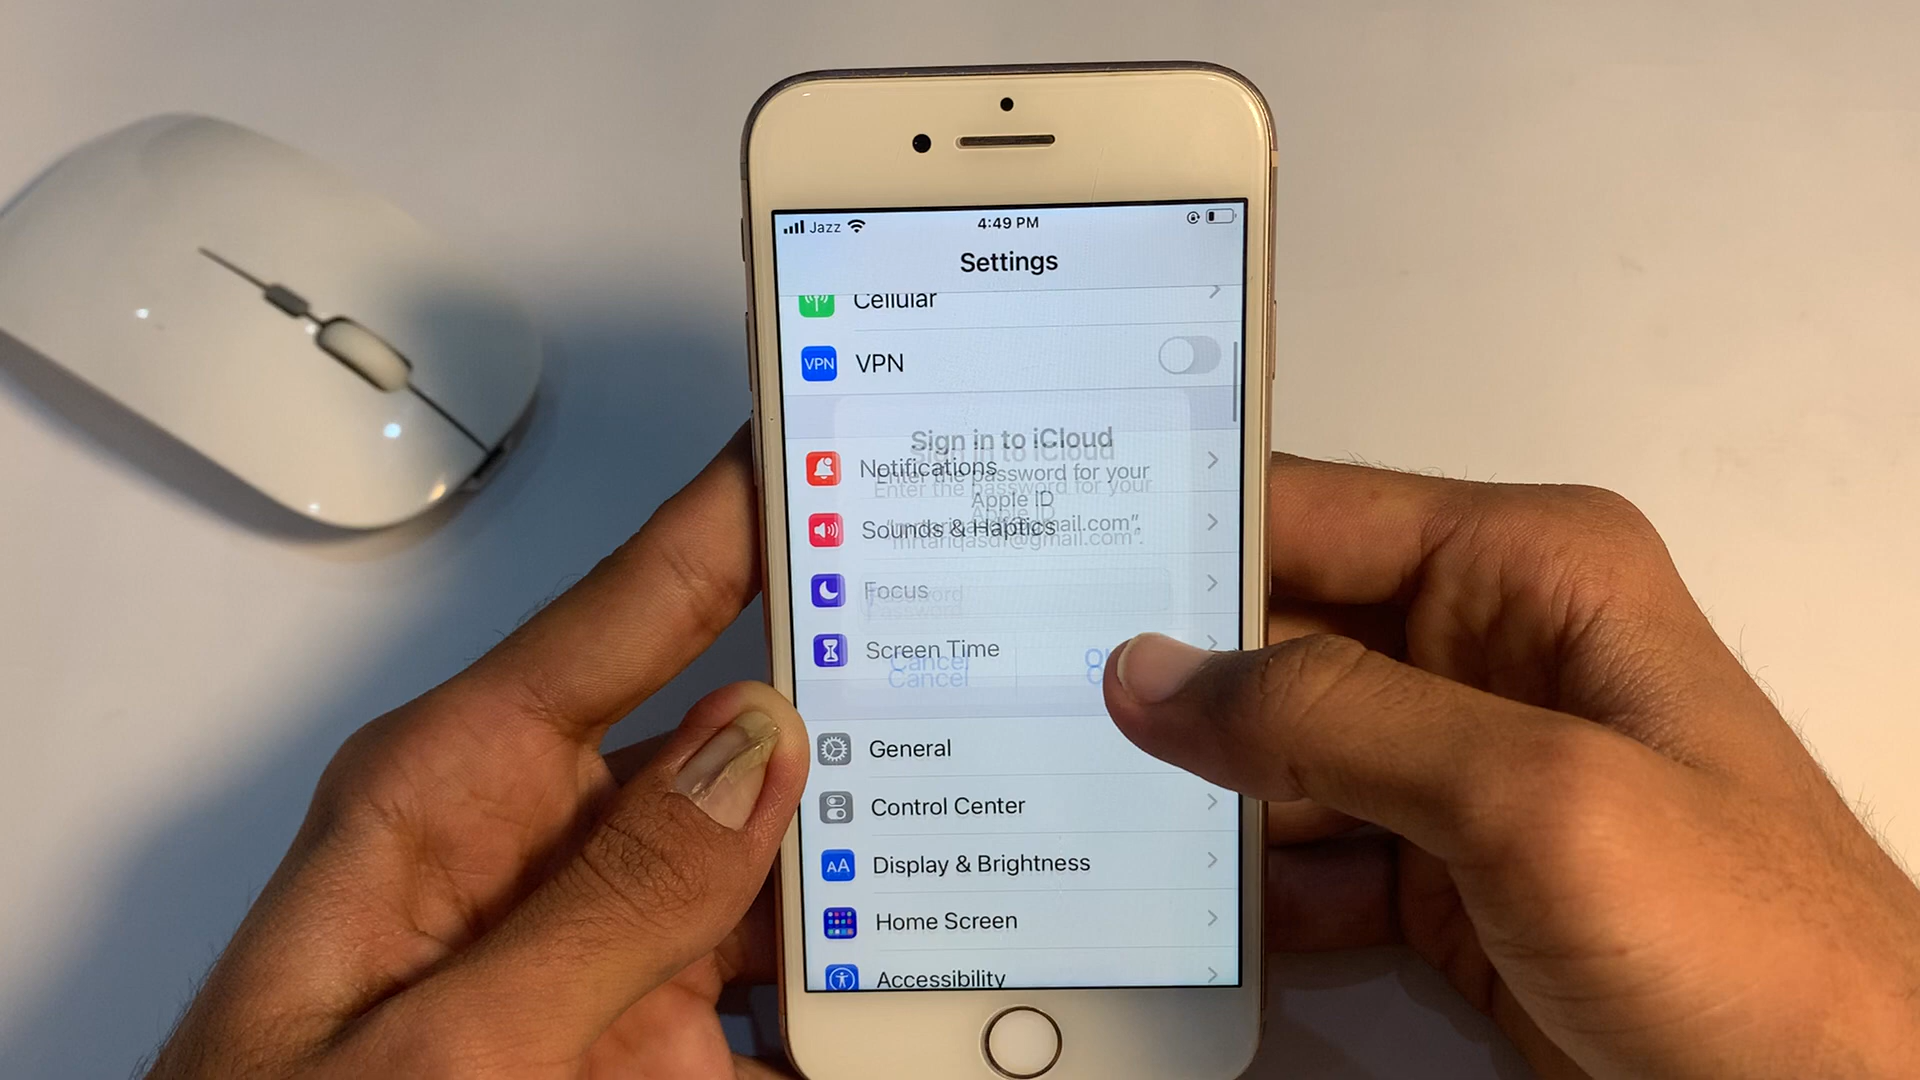 Jazz 4:49 PM
Settings
Cellular
VPN VPN
Sign in to iCloud
Notifications
Enter the password for your
Apple ID
Sounds & Haptics
Focus
Password
Screen Time
Cancel
General
Control Center
AA Display & Brightness
Home Screen
Accessibility